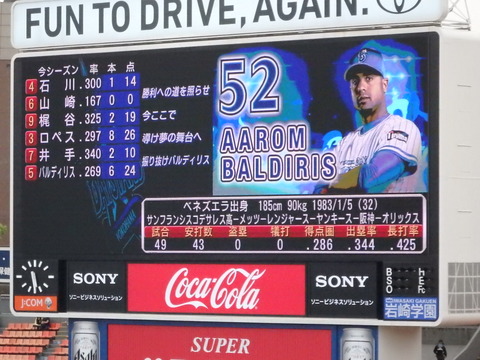 FUN TO DRIVE, AGAIN.
今シーズン 率 本 点
4 石川 .300 1 14
6 山崎 .167 0 0
9 梶谷 .325 2 19
3 ロペス .297 8 26
7 井手 .340 2 10
5 バルディリス .269 6 24
勝利への道を照らせ
今ここで
導け夢の舞台へ
振り抜けバルディリス
52
AAROM
BALDIRIS
ベネズエラ出身 185cm 90kg 1983/1/5 (32)
サンフランシスコデサレス高ーメッツーレンジャースーヤンキースー阪神ーオリックス
試合 安打数 盗塁 犠打 得点圏 出塁率 長打率
49 43 0 0 .286 .344 .425
J:COM
SONY
ソニービジネスソリューション
Coca-Cola
SONY
ソニービジネスソリューション
B H
S E
O Fc
IWASAKI GAKUEN
岩崎学園
Asahi
SUPER